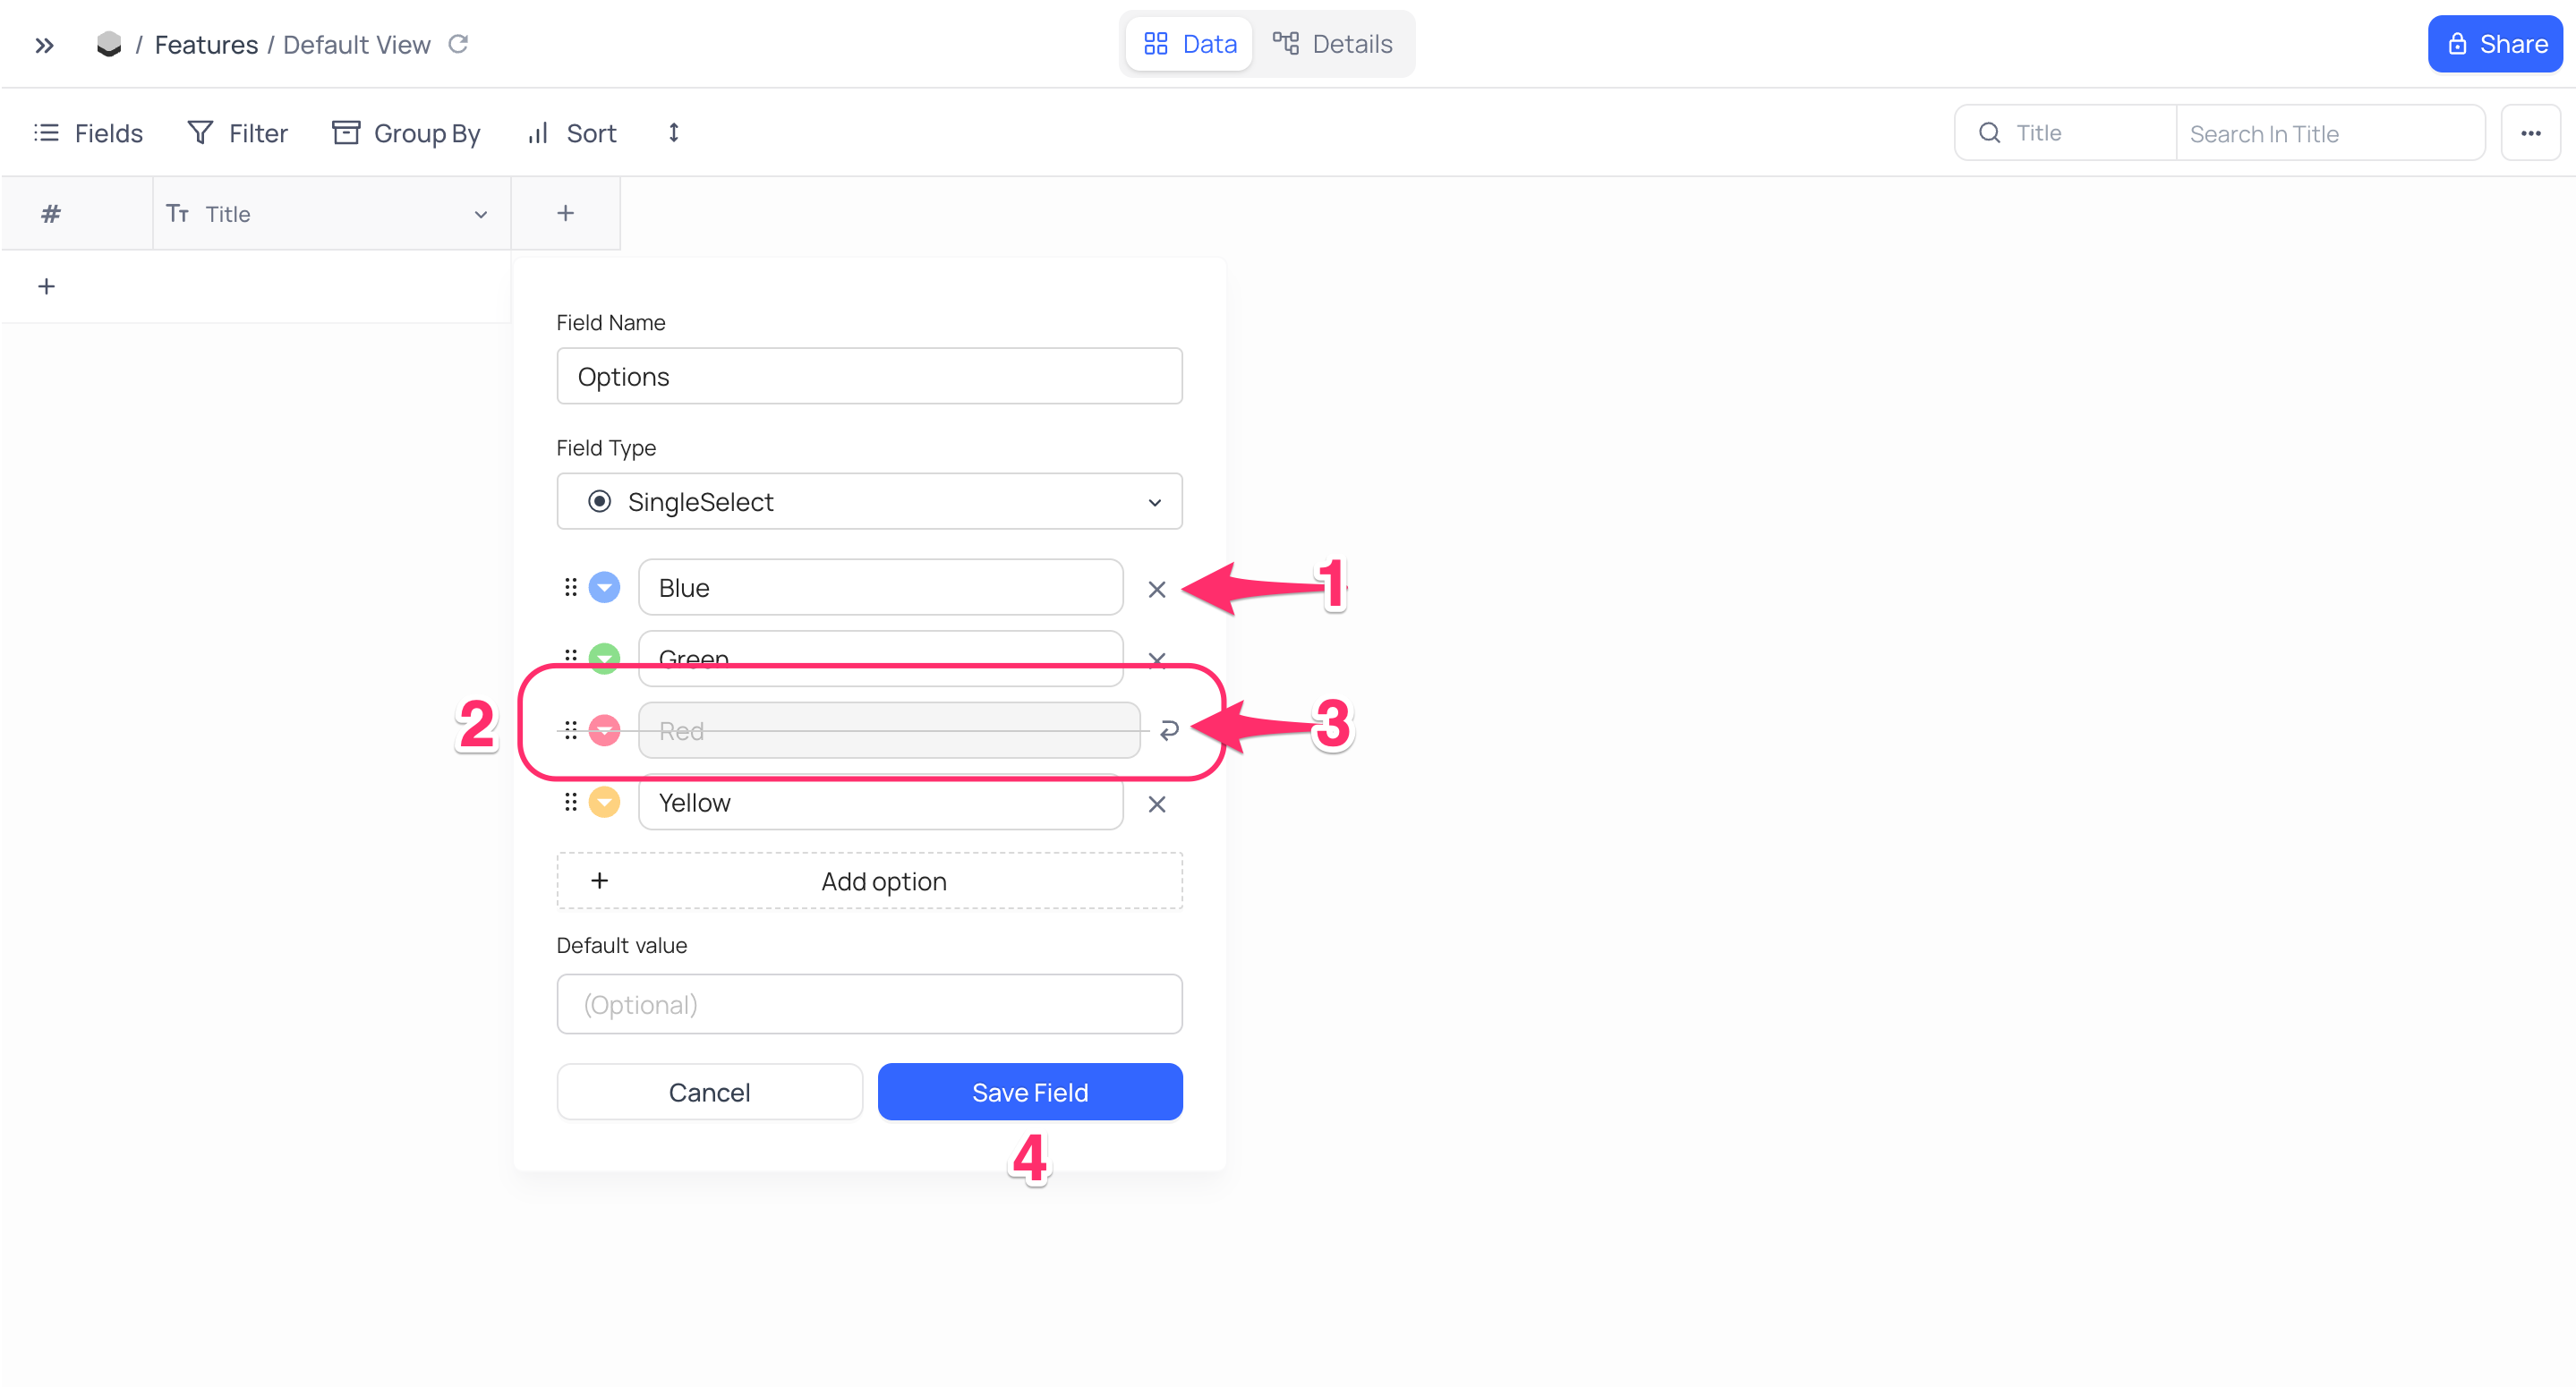 / Features / Default View
Data Details
Share
Fields Filter Group By Sort
Title Search In Title
# Tт Title
Field Name
Options
Field Type
SingleSelect
Blue
1
Green
2
Red
3
Yellow
+ Add option
Default value
(Optional)
Cancel Save Field
4